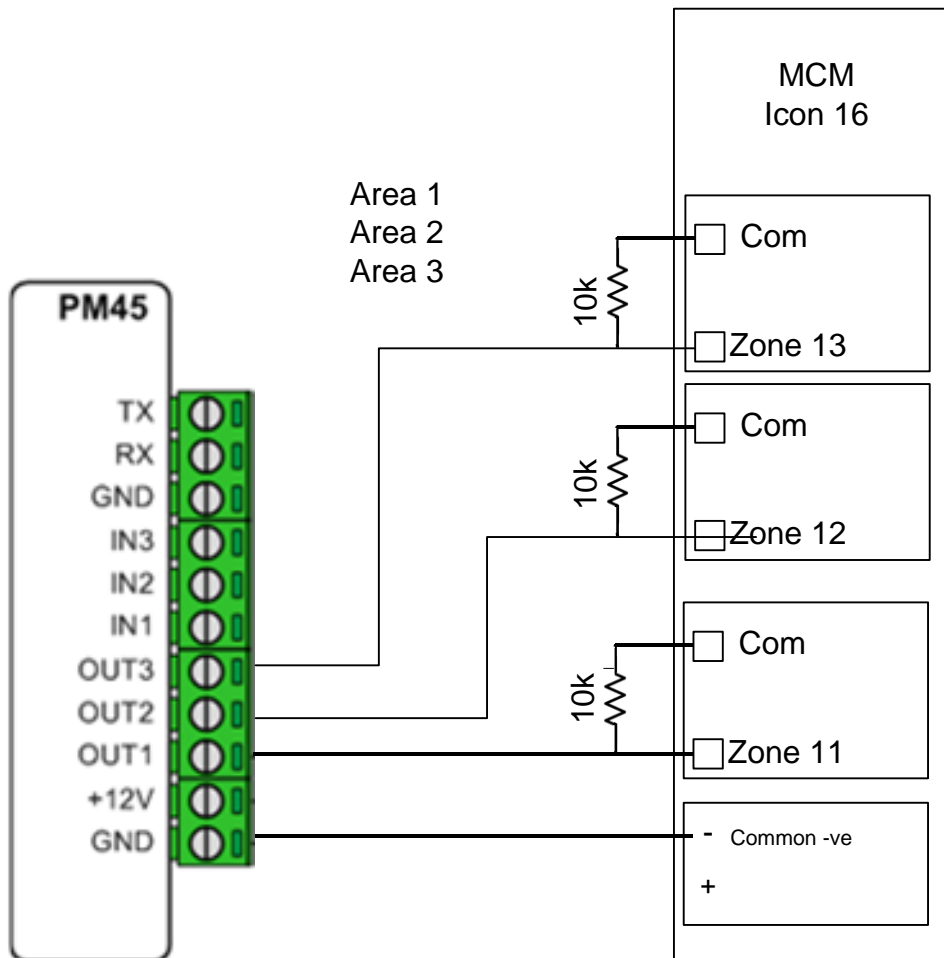 MCM
Icon 16
Area 1
Area 2
Area 3
PM45
TX
RX
GND
IN3
IN2
IN1
OUT3
OUT2
OUT1
+12V
GND
10k
Com
Zone 13
10k
Com
Zone 12
10k
Com
Zone 11
- Common -ve
+